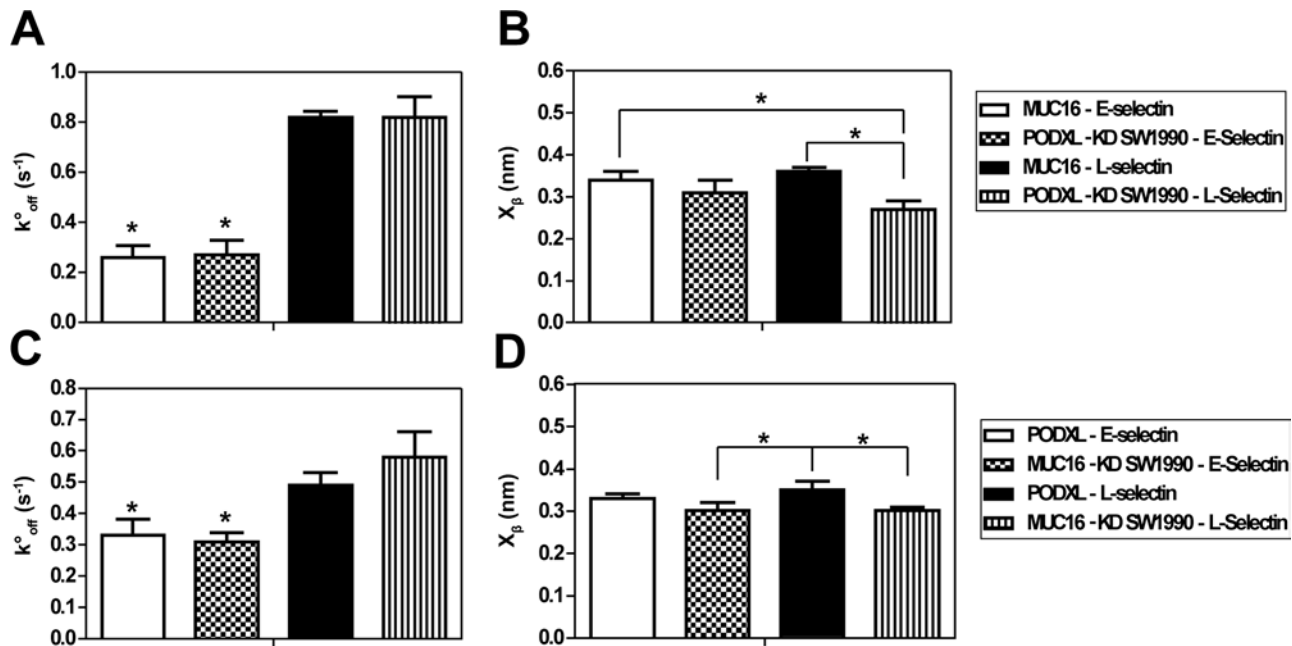 A
k°off (s-1)
1.0
0.8
0.6
0.4
0.2
0.0
*
*
B
Xβ (nm)
0.6
0.5
0.4
0.3
0.2
0.1
0.0
*
*
MUC16 - E-selectin
PODXL -KD SW1990 - E-Selectin
MUC16 - L-selectin
PODXL -KD SW1990 - L-Selectin
C
k°off (s-1)
0.8
0.7
0.6
0.5
0.4
0.3
0.2
0.1
0.0
*
*
D
Xβ (nm)
0.6
0.5
0.4
0.3
0.2
0.1
0.0
*
*
PODXL - E-selectin
MUC16 -KD SW1990 - E-Selectin
PODXL - L-selectin
MUC16 -KD SW1990 - L-Selectin